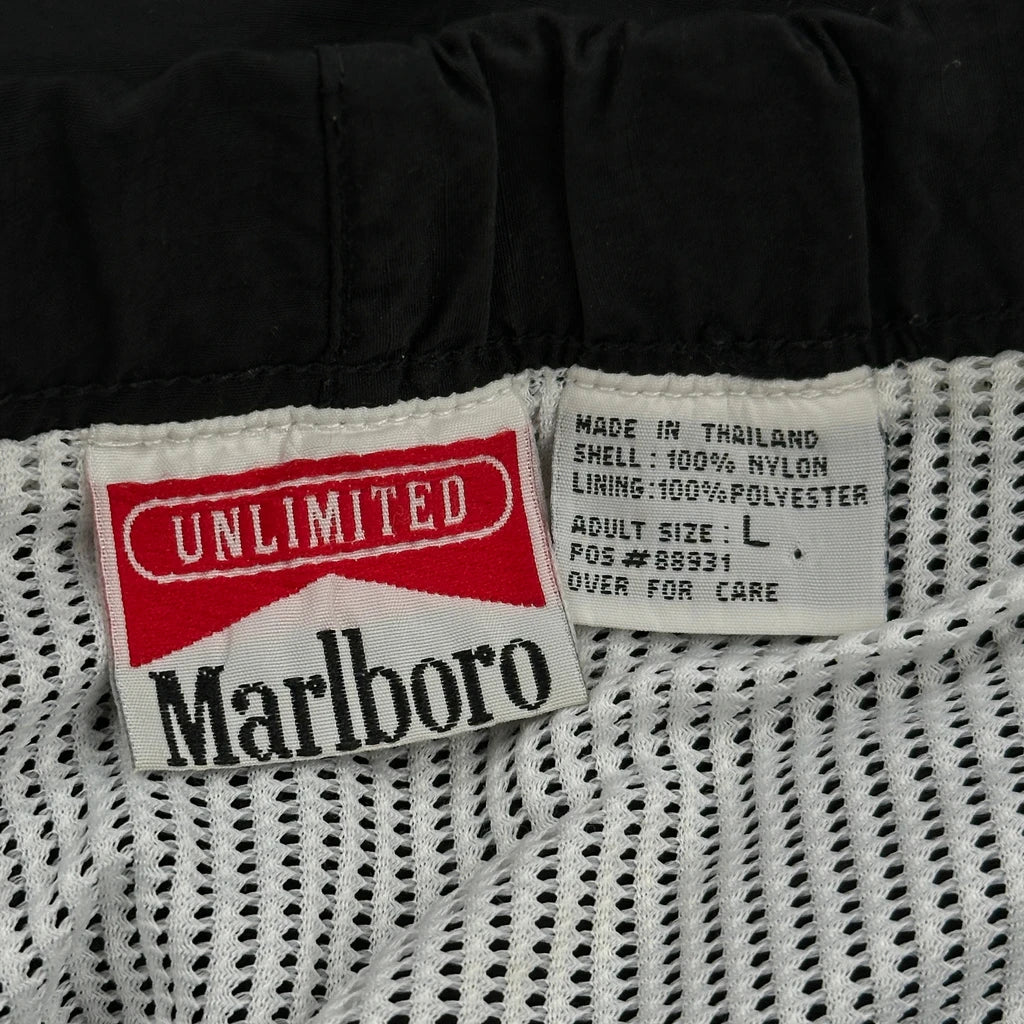 UNLIMITED
Marlboro
MADE IN THAILAND
SHELL : 100% NYLON
LINING : 100% POLYESTER
ADULT SIZE : L
POS # 88931
OVER FOR CARE